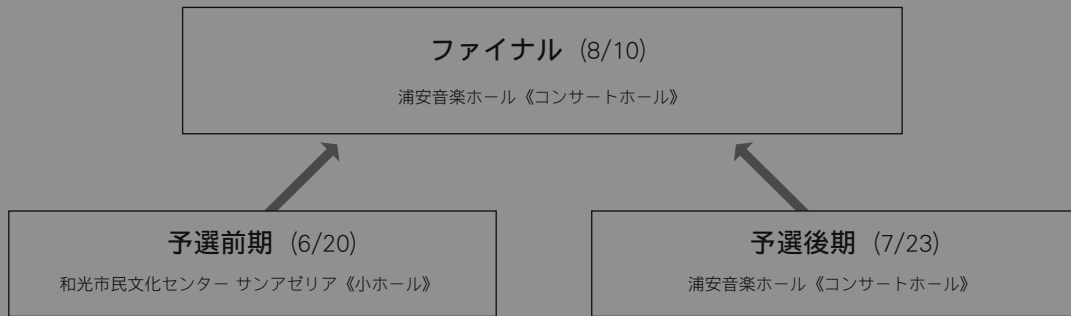 ファイナル (8/10)
浦安音楽ホール《コンサートホール》
予選前期 (6/20)
和光市民文化センター サンアゼリア《小ホール》
予選後期 (7/23)
浦安音楽ホール《コンサートホール》